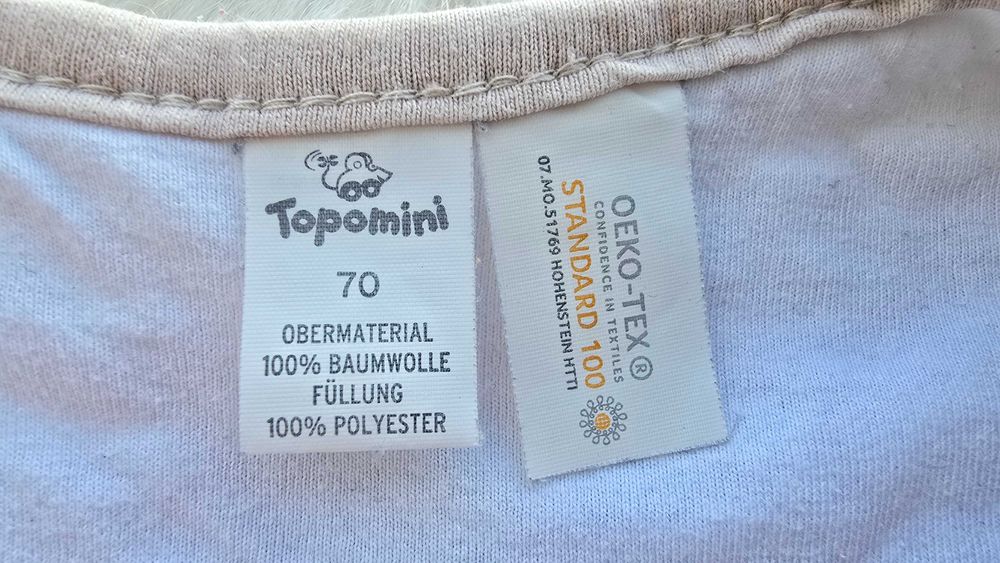 Topomini
70
OBERMATERIAL
100% BAUMWOLLE
FÜLLUNG
100% POLYESTER
OEKO-TEX®
CONFIDENCE IN TEXTILES
STANDARD 100
07.MO.51769 HOHENSTEIN HTTI